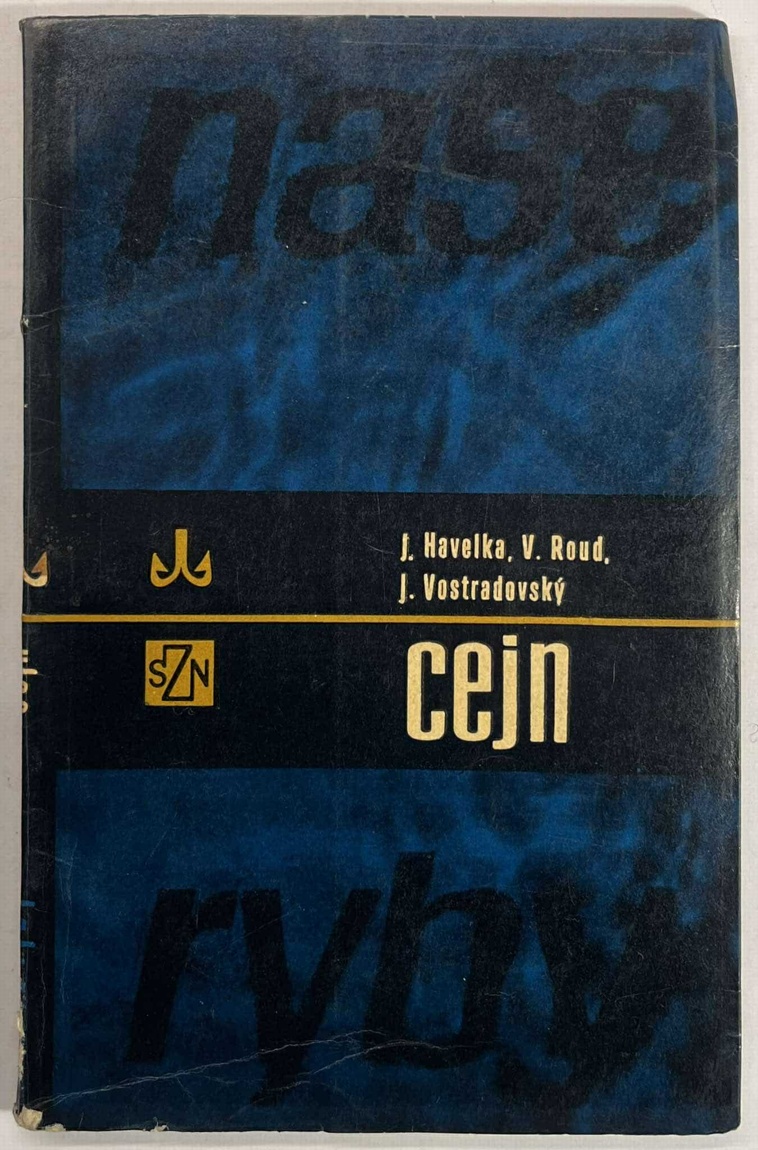 naše
J. Havelka, V. Roud,
J. Vostradovský
SZN
cejn
ryby